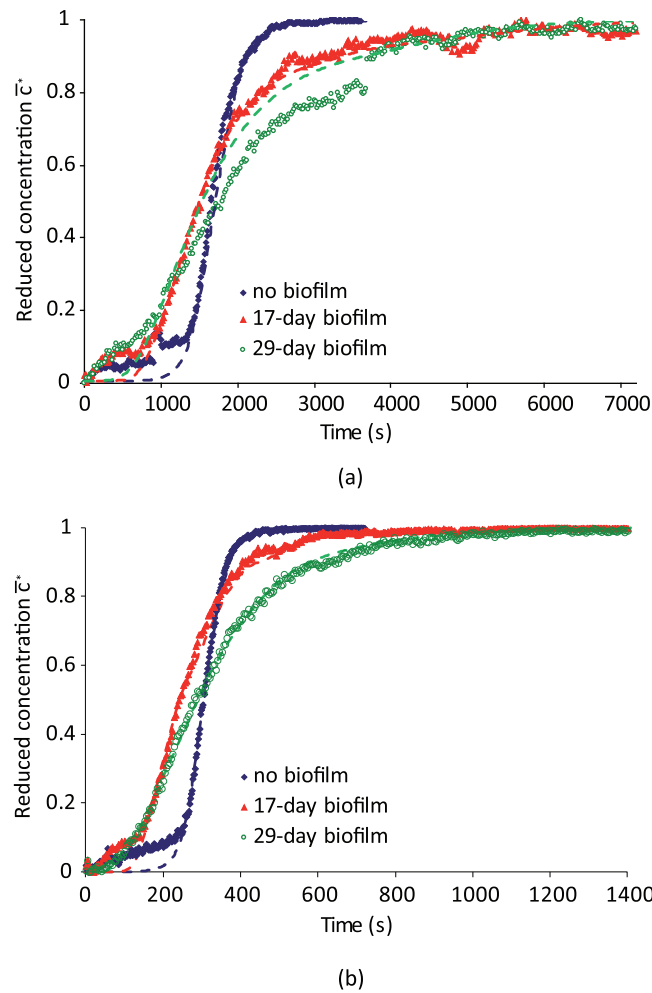 1
0.8
0.6
0.4
0.2
0
Reduced concentration c̅*
no biofilm
17-day biofilm
29-day biofilm
0 1000 2000 3000 4000 5000 6000 7000
Time (s)
(a)
1
0.8
0.6
0.4
0.2
0
Reduced concentration c̅*
no biofilm
17-day biofilm
29-day biofilm
0 200 400 600 800 1000 1200 1400
Time (s)
(b)